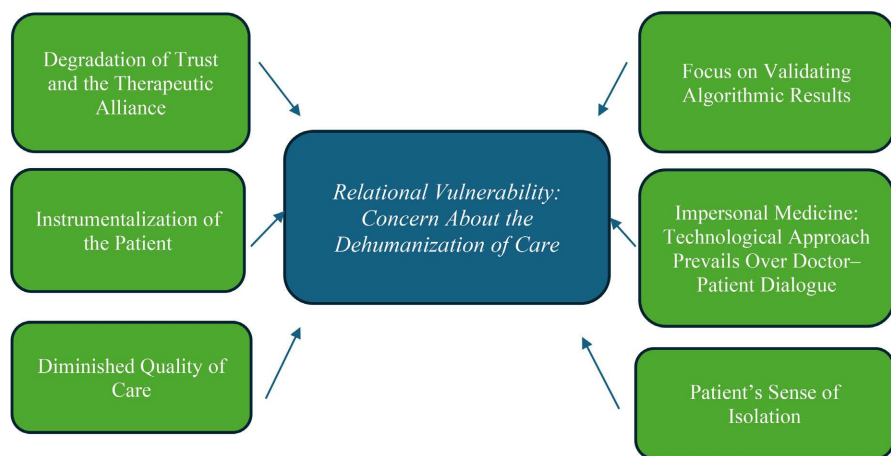 Degradation of Trust
and the Therapeutic
Alliance
Instrumentalization of
the Patient
Diminished Quality of
Care
Relational Vulnerability:
Concern About the
Dehumanization of Care
Focus on Validating
Algorithmic Results
Impersonal Medicine:
Technological Approach
Prevails Over Doctor–
Patient Dialogue
Patient’s Sense of
Isolation